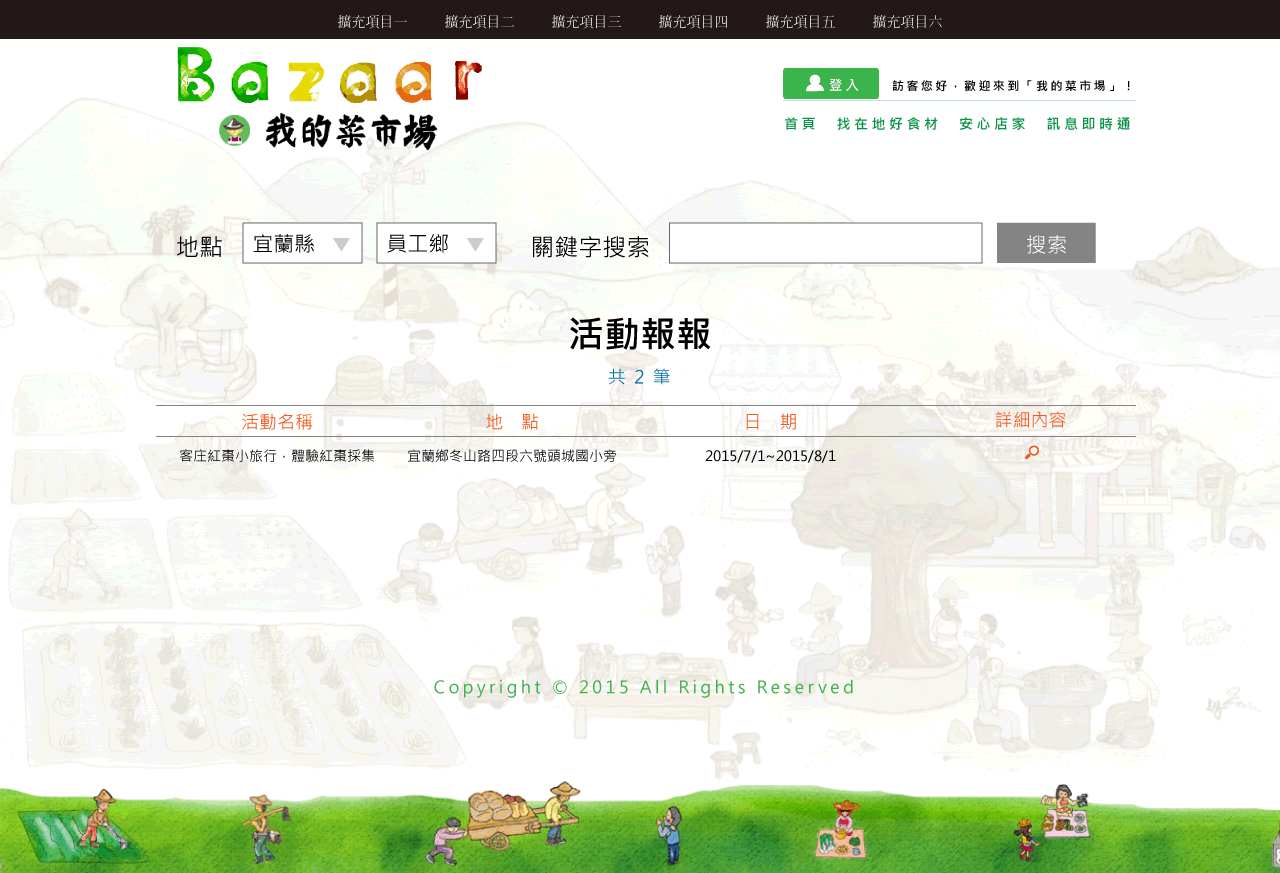 擴充項目一 擴充項目二 擴充項目三 擴充項目四 擴充項目五 擴充項目六
Bazaar
我的菜市場
登入 訪客您好，歡迎來到「我的菜市場」！
首頁 找在地好食材 安心店家 訊息即時通
地點 宜蘭縣 員工鄉 關鍵字搜索 搜索
活動報報
共 2 筆
活動名稱 地 點 日 期 詳細內容
客庄紅棗小旅行，體驗紅棗採集 宜蘭鄉冬山路四段六號頭城國小旁 2015/7/1~2015/8/1
Copyright © 2015 All Rights Reserved